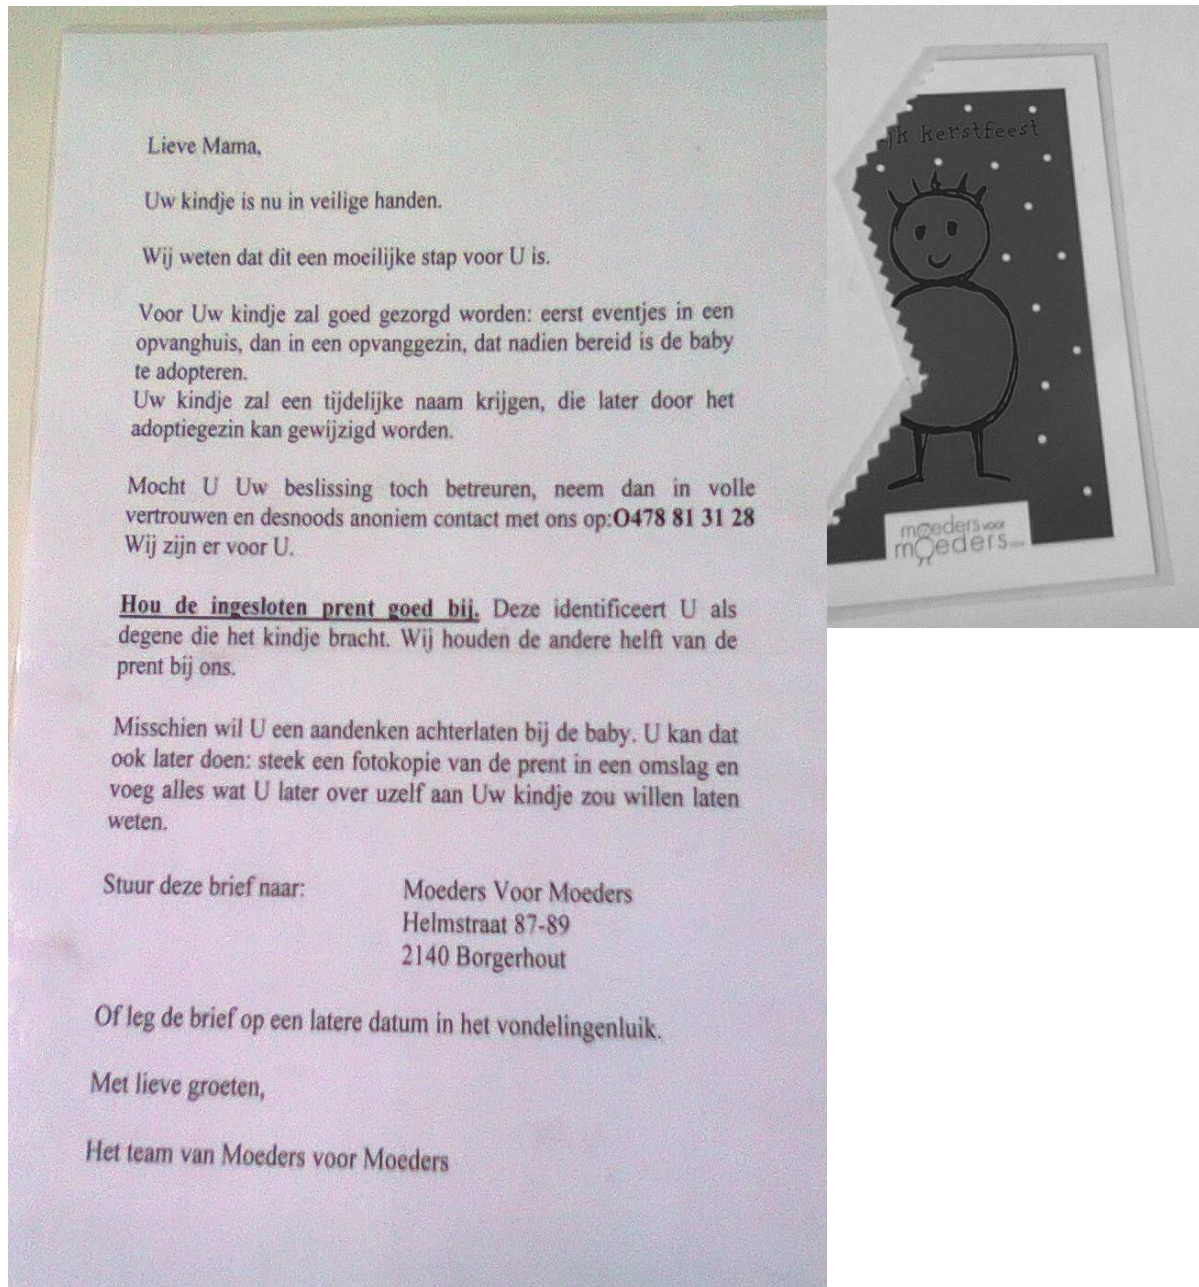 Lieve Mama,
Uw kindje is nu in veilige handen.
Wij weten dat dit een moeilijke stap voor U is.
Voor Uw kindje zal goed gezorgd worden: eerst eventjes in een
opvanghuis, dan in een opvanggezin, dat nadien bereid is de baby
te adopteren.
Uw kindje zal een tijdelijke naam krijgen, die later door het
adoptiegezin kan gewijzigd worden.
Mocht U Uw beslissing toch betreuren, neem dan in volle
vertrouwen en desnoods anoniem contact met ons op:O478 81 31 28
Wij zijn er voor U.
Hou de ingesloten prent goed bij. Deze identificeert U als
degene die het kindje bracht. Wij houden de andere helft van de
prent bij ons.
Misschien wil U een aandenken achterlaten bij de baby. U kan dat
ook later doen: steek een fotokopie van de prent in een omslag en
voeg alles wat U later over uzelf aan Uw kindje zou willen laten
weten.
Stuur deze brief naar: Moeders Voor Moeders
Helmstraat 87-89
2140 Borgerhout
Of leg de brief op een latere datum in het vondelingenluik.
Met lieve groeten,
Het team van Moeders voor Moeders
jk kerstfeest
moeders voor
moeders